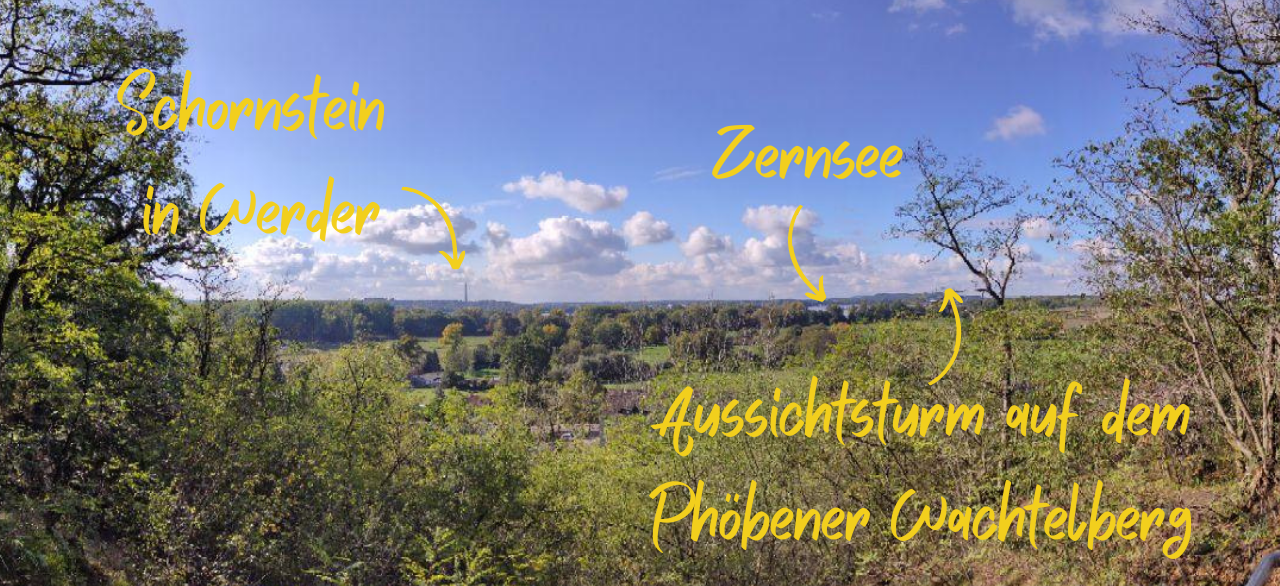 Schornstein
in Werder
Zernsee
Aussichtsturm auf dem
Phöbener Wachtelberg